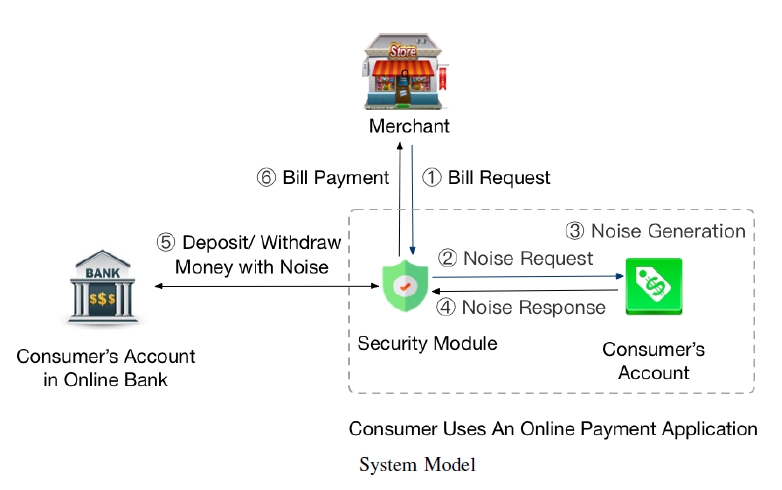 Store
Merchant
⑥ Bill Payment
① Bill Request
③ Noise Generation
⑤ Deposit/ Withdraw
Money with Noise
② Noise Request
④ Noise Response
BANK
$$$
$
Security Module
Consumer's Account
in Online Bank
Consumer's
Account
Consumer Uses An Online Payment Application
System Model